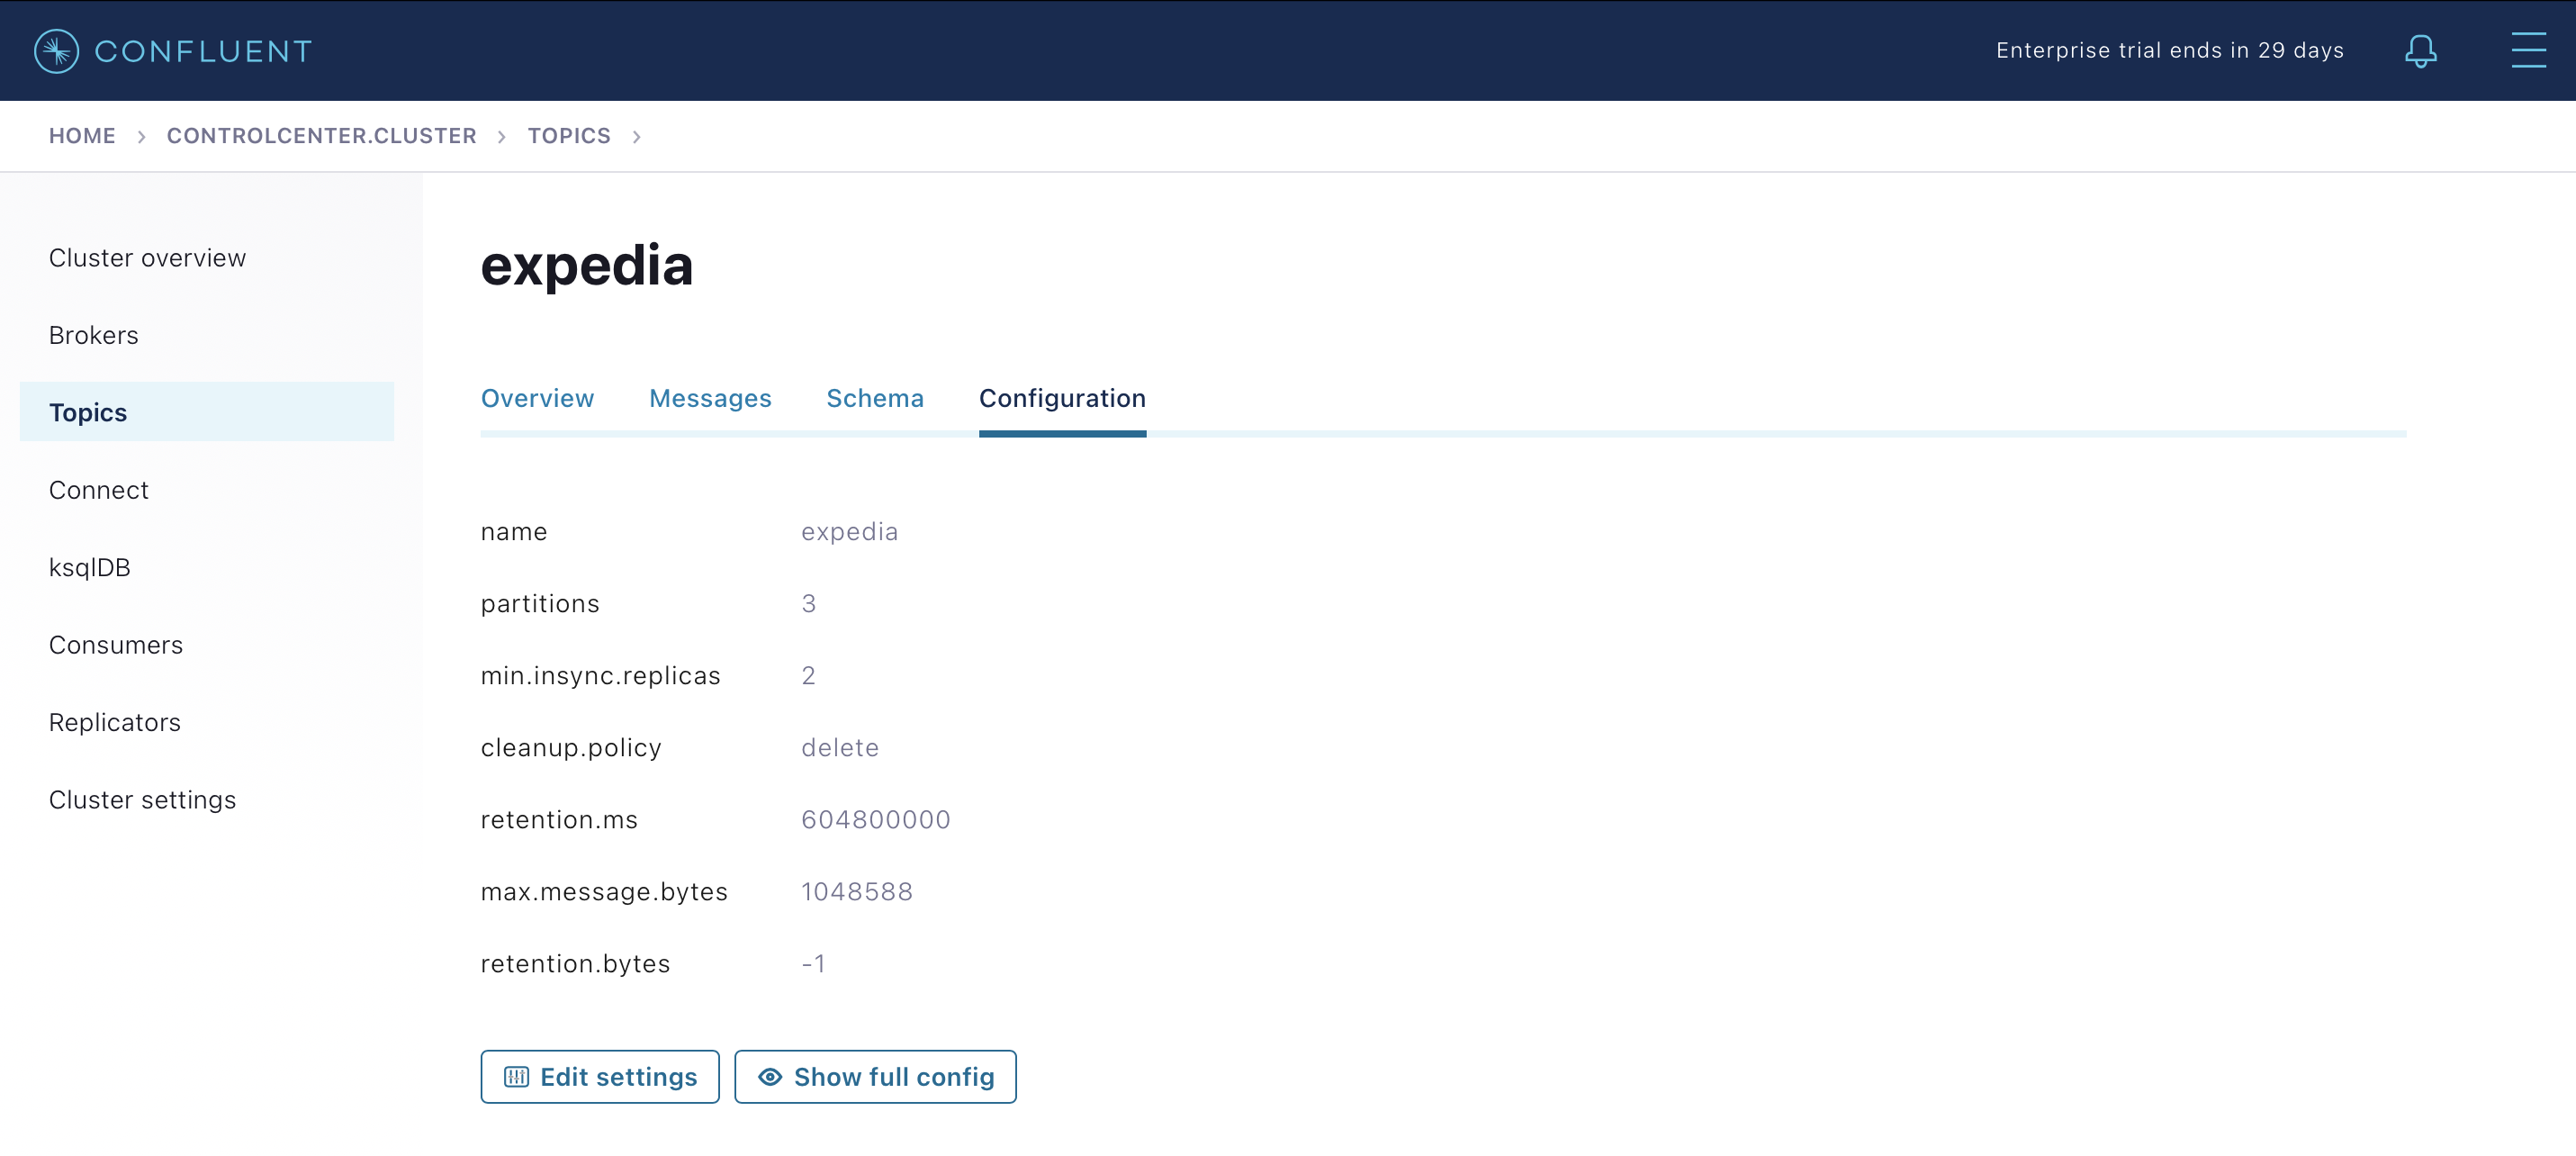 CONFLUENT
Enterprise trial ends in 29 days
HOME > CONTROLCENTER.CLUSTER > TOPICS >
Cluster overview
Brokers
Topics
Connect
ksqlDB
Consumers
Replicators
Cluster settings
expedia
Overview Messages Schema Configuration
name expedia
partitions 3
min.insync.replicas 2
cleanup.policy delete
retention.ms 604800000
max.message.bytes 1048588
retention.bytes -1
Edit settings Show full config